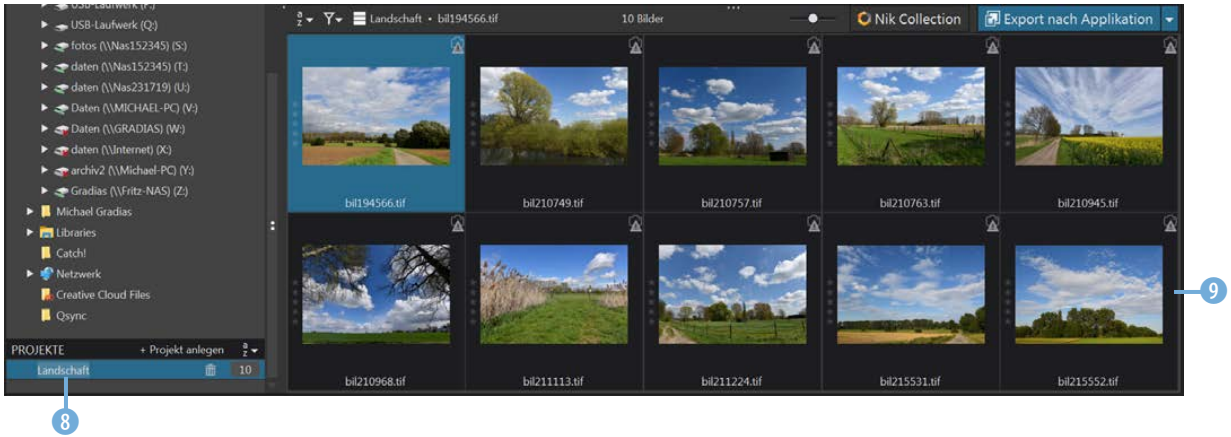 USB-Laufwerk (P:)
USB-Laufwerk (Q:)
fotos (\\Nas152345) (S:)
daten (\\Nas152345) (T:)
daten (\\Nas231719) (U:)
Daten (\\MICHAEL-PC) (V:)
Daten (\\GRADIAS) (W:)
daten (\\Internet) (X:)
archiv2 (\\Michael-PC) (Y:)
Gradias (\\Fritz-NAS) (Z:)
Michael Gradias
Libraries
Catch!
Netzwerk
Creative Cloud Files
Qsync
PROJEKTE + Projekt anlegen a z
Landschaft 10
8
a z Landschaft • bil194566.tif 10 Bilder Nik Collection Export nach Applikation
bil194566.tif bil210749.tif bil210757.tif bil210763.tif bil210945.tif
bil210968.tif bil211113.tif bil211224.tif bil215531.tif bil215552.tif
9